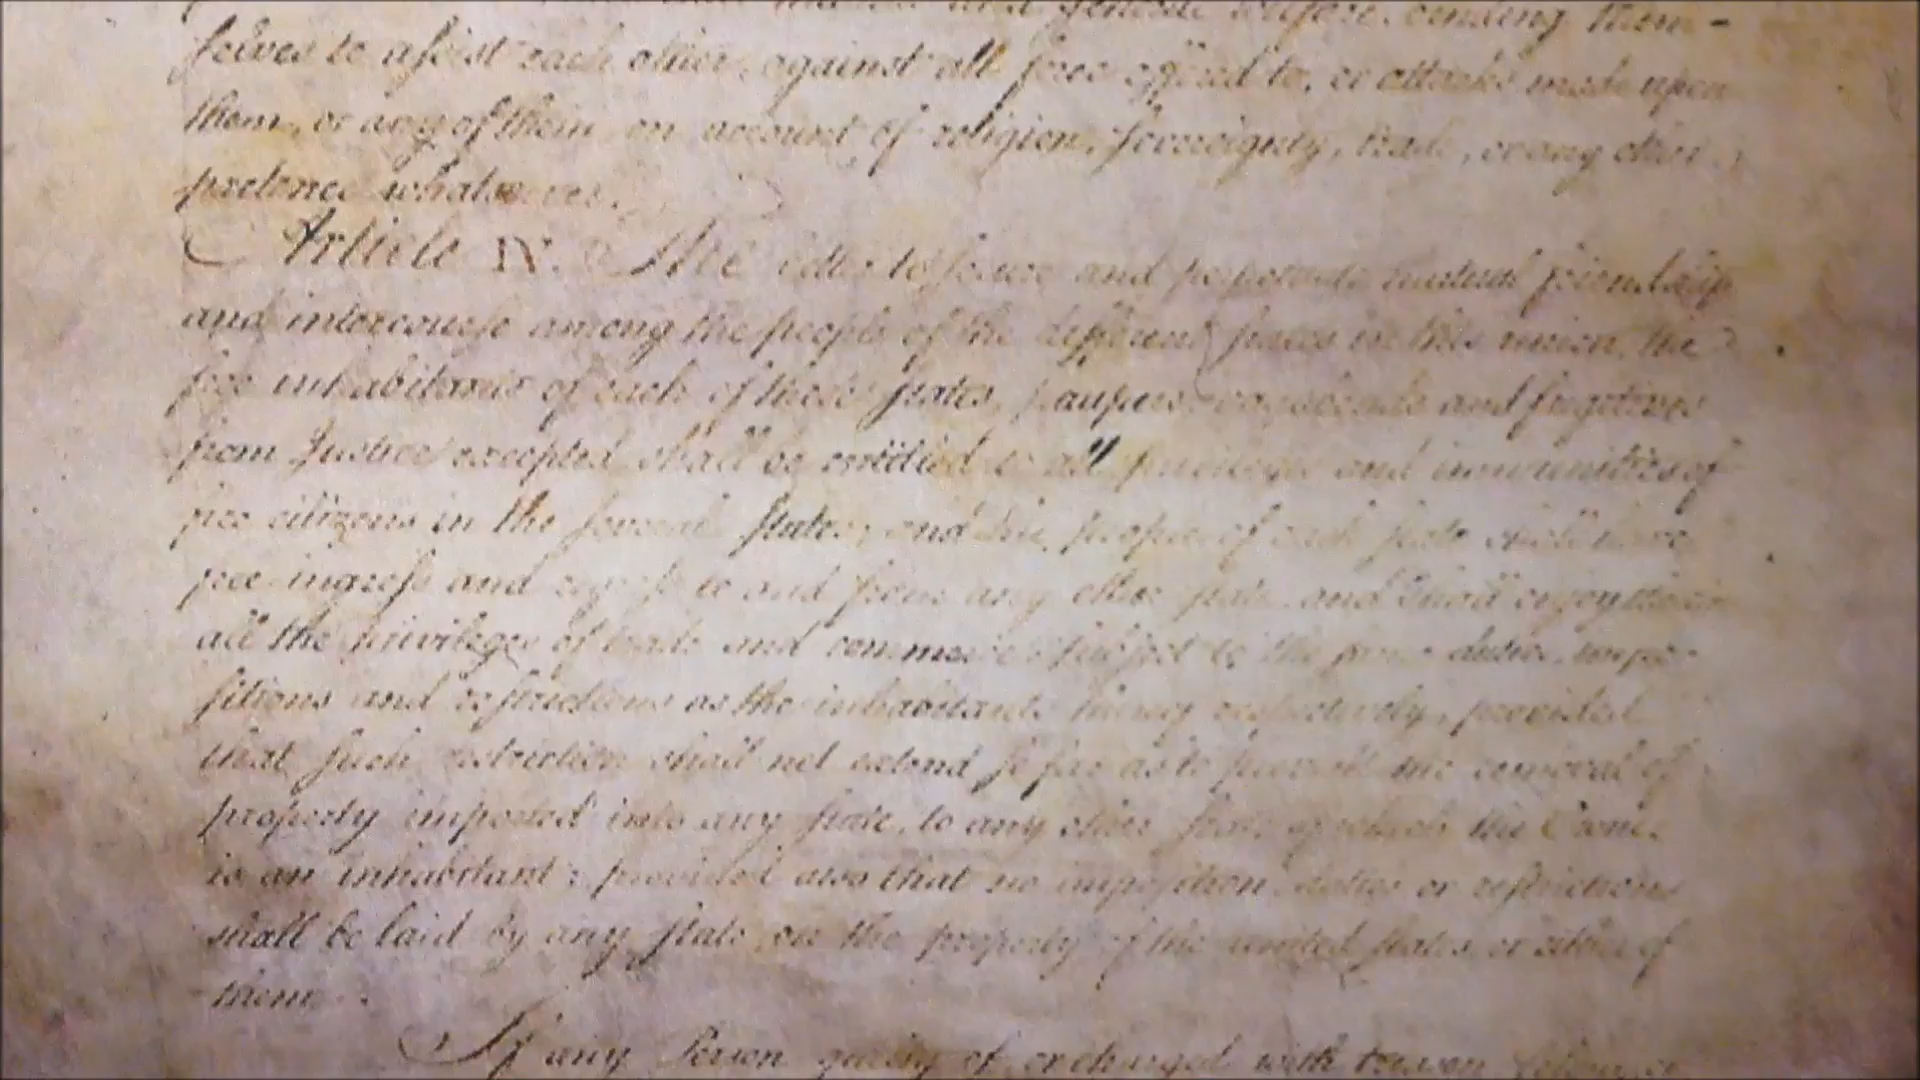 and general welfare, binding them-
selves to assist each other, against all force offered to, or attacks made upon
them, or any of them, on account of religion, sovereignty, trade, or any other
pretence whatsoever.
Article IV. The better to secure and perpetuate mutual friendship
and intercourse among the people of the different states in this union, the
free inhabitants of each of these states, paupers, vagabonds and fugitives
from Justice excepted, shall be entitled to all privileges and immunities of
free citizens in the several states; and the people of each state shall have
free ingress and regress to and from any other state, and shall enjoy therein
all the privileges of trade and commerce, subject to the same duties, impo-
sitions and restrictions as the inhabitants thereof respectively, provided
that such restriction shall not extend so far as to prevent the removal of
property imported into any state, to any other state of which the Owner
is an inhabitant; provided also that no imposition, duties or restriction
shall be laid by any state, on the property of the united states, or either of
them.
If any Person guilty of, or charged with treason, felony, or